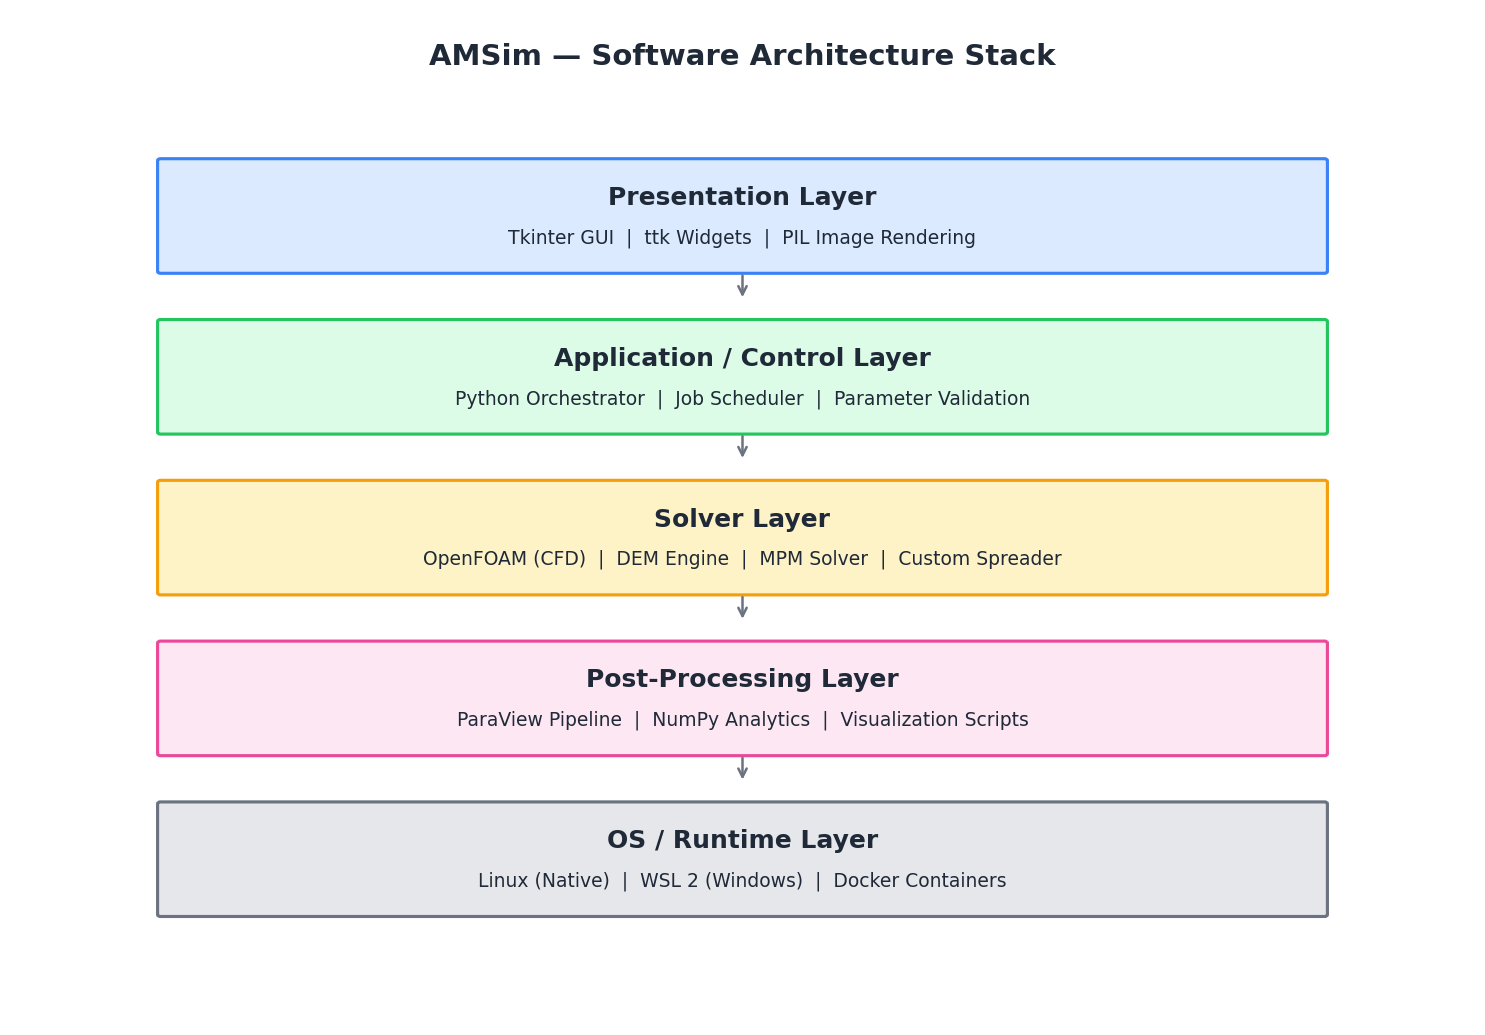 AMSim — Software Architecture Stack
Presentation Layer
Tkinter GUI | ttk Widgets | PIL Image Rendering
Application / Control Layer
Python Orchestrator | Job Scheduler | Parameter Validation
Solver Layer
OpenFOAM (CFD) | DEM Engine | MPM Solver | Custom Spreader
Post-Processing Layer
ParaView Pipeline | NumPy Analytics | Visualization Scripts
OS / Runtime Layer
Linux (Native) | WSL 2 (Windows) | Docker Containers